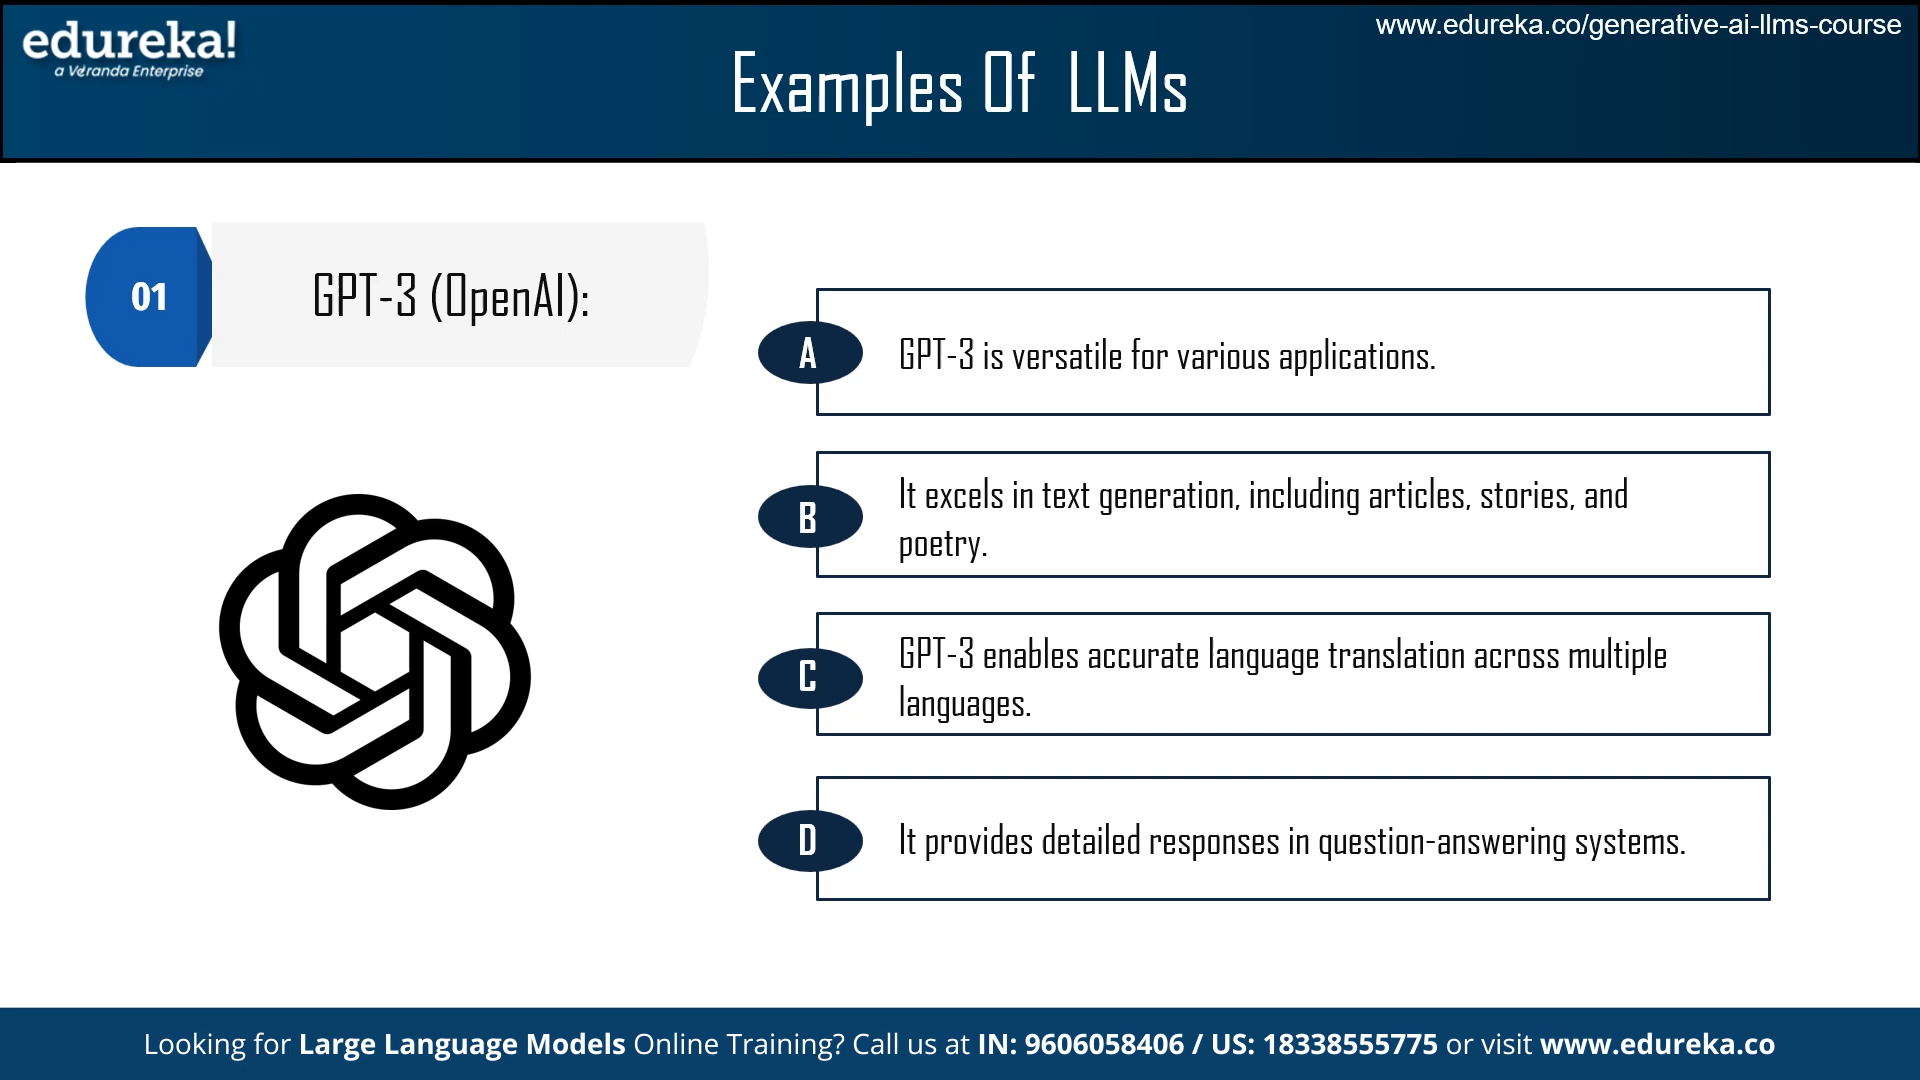 edureka!
a Veranda Enterprise
www.edureka.co/generative-ai-llms-course
Examples Of LLMs
01
GPT-3 (OpenAI):
A
GPT-3 is versatile for various applications.
B
It excels in text generation, including articles, stories, and
poetry.
C
GPT-3 enables accurate language translation across multiple
languages.
D
It provides detailed responses in question-answering systems.
Looking for Large Language Models Online Training? Call us at IN: 9606058406 / US: 18338555775 or visit www.edureka.co